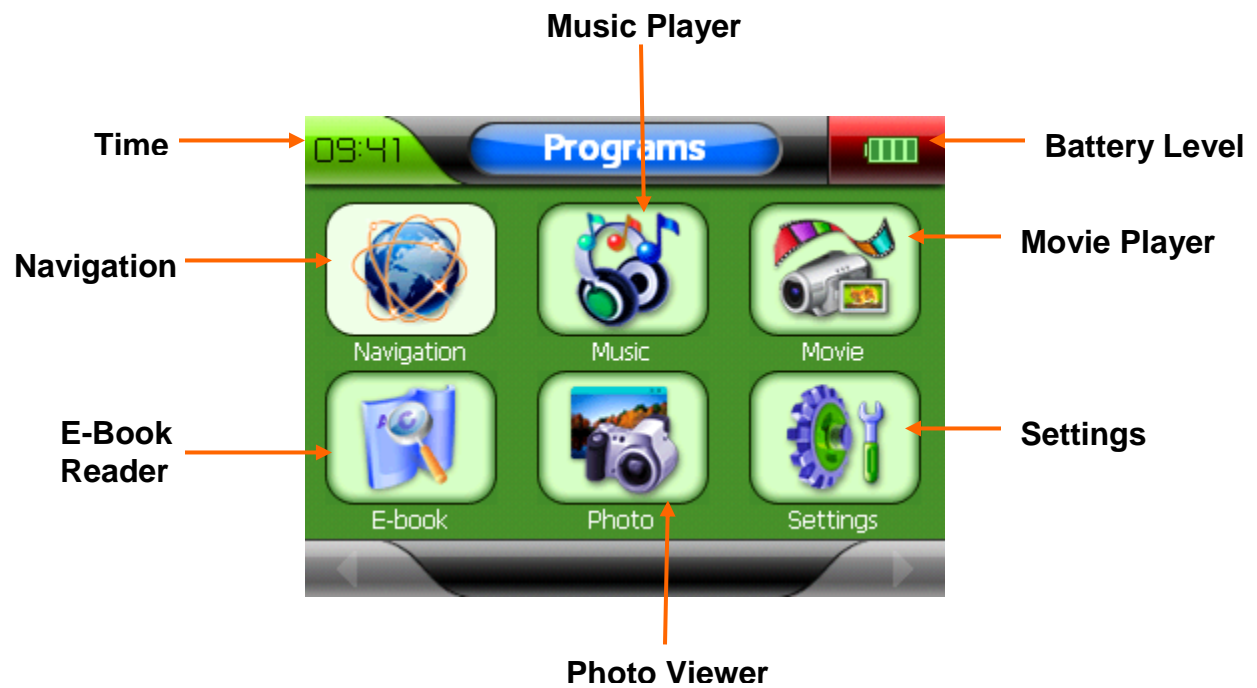 Music Player
Time
09:41
Programs
Battery Level
Navigation
Movie Player
Navigation
Music
Movie
E-Book
Reader
Settings
E-book
Photo
Settings
Photo Viewer